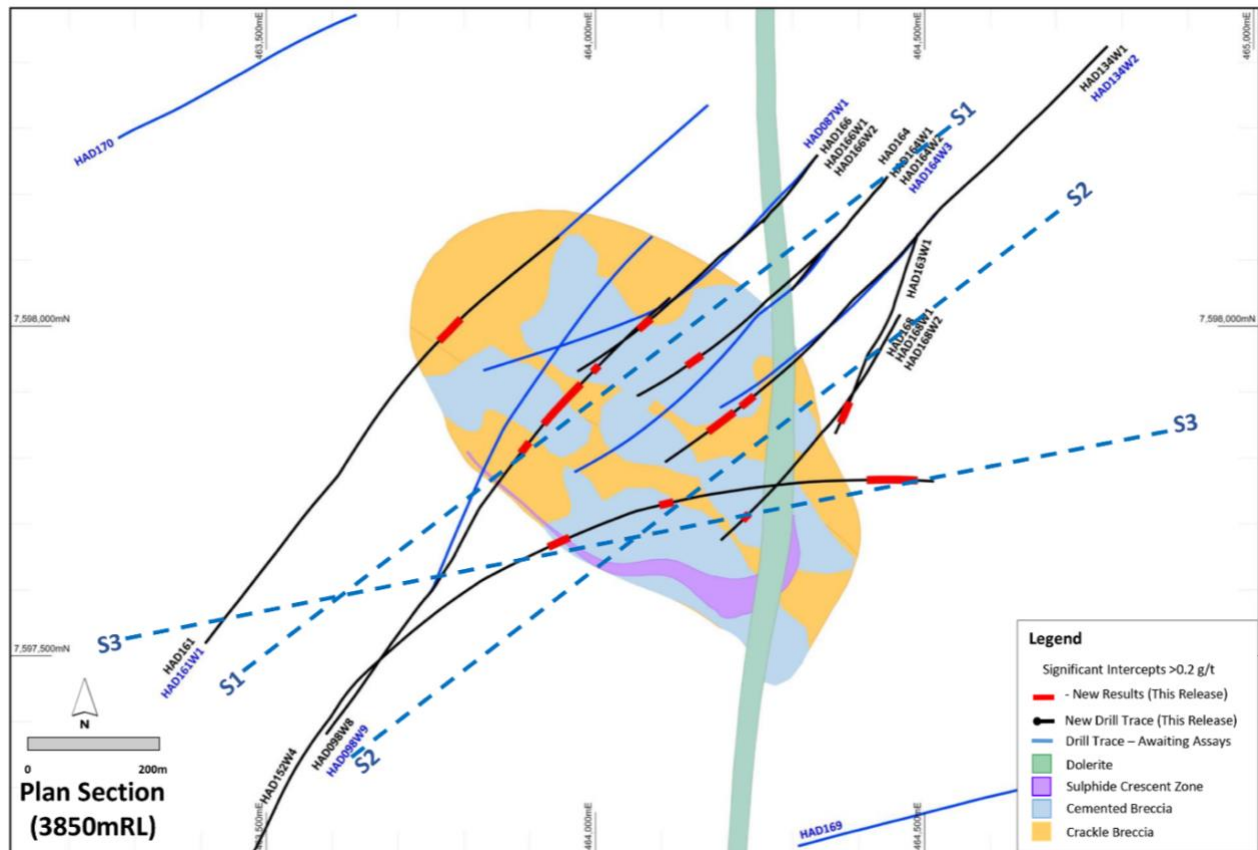 463,500mE
464,000mE
464,500mE
465,000mE
HAD170
HAD134W1
HAD134W2
HAD087W1
HAD166
HAD166W1
HAD166W2
HAD164
HAD164W1
HAD164W2
HAD164W3
S1
S2
HAD163W1
7,598,000mN
7,598,000mN
HAD168
HAD168W1
HAD168W2
S3
S3
HAD161
HAD161W1
7,597,500mN
S1
S2
HAD098W8
HAD098W9
HAD152W4
N
0
200m
Plan Section
(3850mRL)
463,500mE
464,000mE
464,500mE
HAD169
Legend
Significant Intercepts >0.2 g/t
- New Results (This Release)
New Drill Trace (This Release)
Drill Trace – Awaiting Assays
Dolerite
Sulphide Crescent Zone
Cemented Breccia
Crackle Breccia